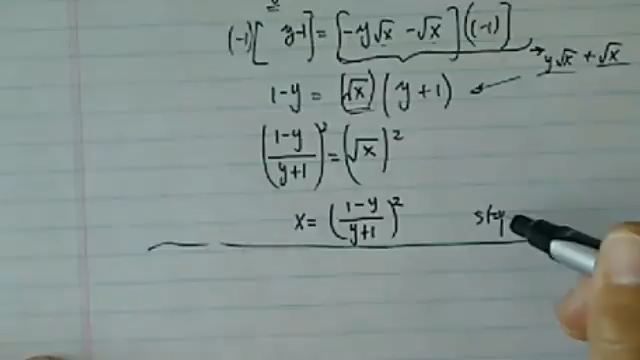 (-1)[ y-1] = [-y√x - √x](-1)
y√x + √x
1-y = (√x)(y+1)
((1-y)/(y+1))² = (√x)²
x = ((1-y)/(y+1))²